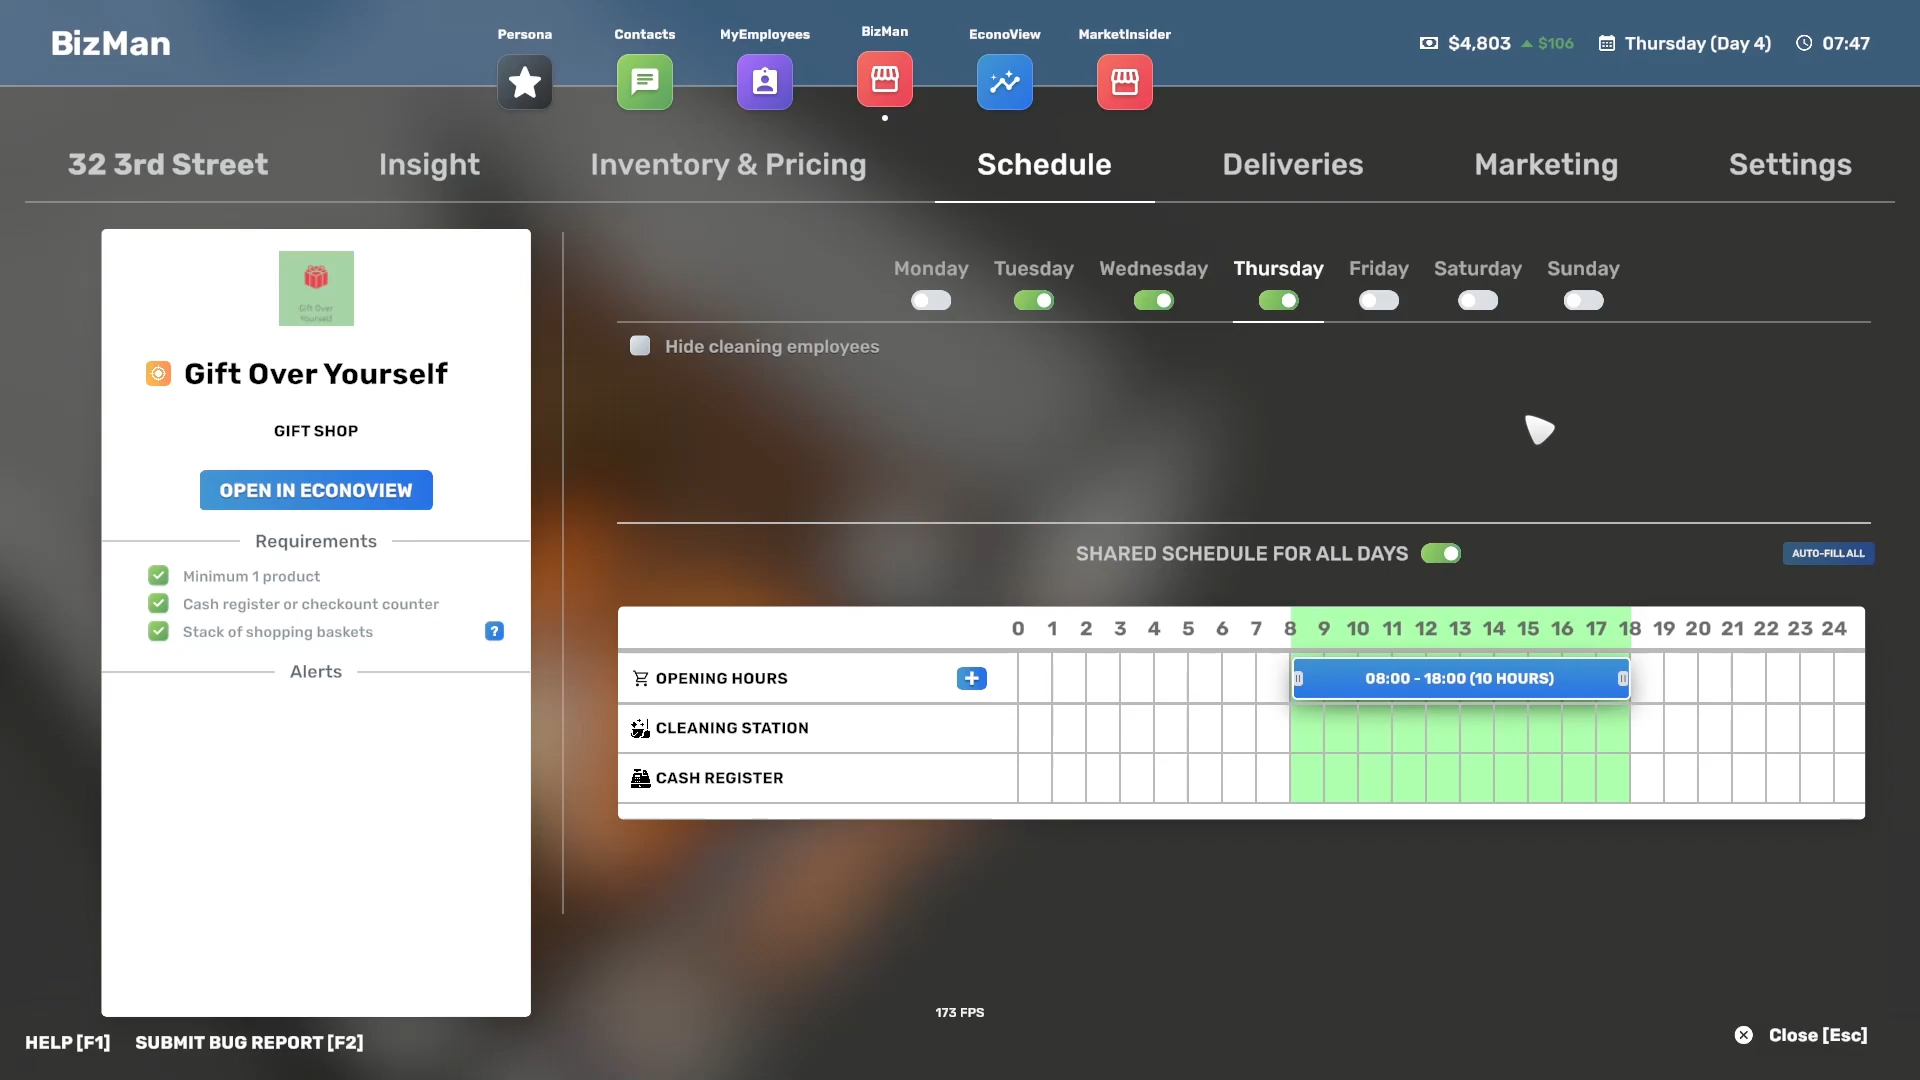 BizMan
Persona
Contacts
MyEmployees
BizMan
EconoView
MarketInsider
$4,803
$106
Thursday (Day 4)
07:47
32 3rd Street
Insight
Inventory & Pricing
Schedule
Deliveries
Marketing
Settings
Gift Over
Yourself
Gift Over Yourself
GIFT SHOP
OPEN IN ECONOVIEW
Requirements
Minimum 1 product
Cash register or checkount counter
Stack of shopping baskets
?
Alerts
Monday
Tuesday
Wednesday
Thursday
Friday
Saturday
Sunday
Hide cleaning employees
SHARED SCHEDULE FOR ALL DAYS
AUTO-FILL ALL
0 1 2 3 4 5 6 7 8 9 10 11 12 13 14 15 16 17 18 19 20 21 22 23 24
OPENING HOURS
08:00 - 18:00 (10 HOURS)
CLEANING STATION
CASH REGISTER
173 FPS
HELP [F1]
SUBMIT BUG REPORT [F2]
Close [Esc]